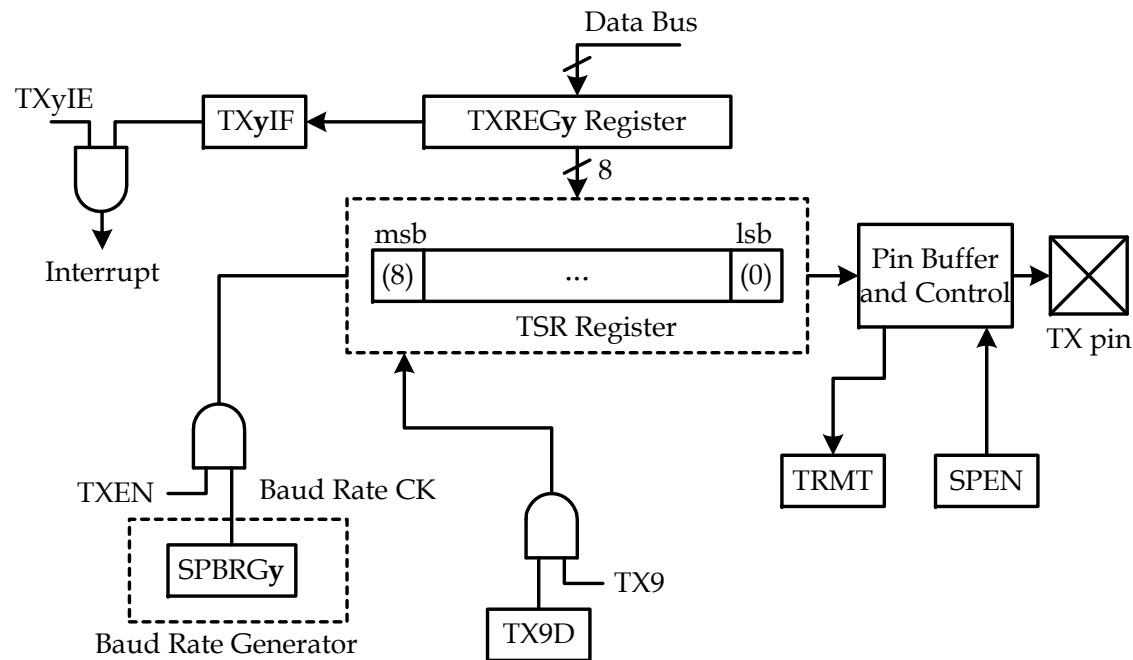 Data Bus
TXyIE
TXyIF
TXREGy Register
8
Interrupt
msb
lsb
(8)
...
(0)
TSR Register
Pin Buffer
and Control
TX pin
TXEN
Baud Rate CK
TRMT
SPEN
SPBRGy
TX9
Baud Rate Generator
TX9D